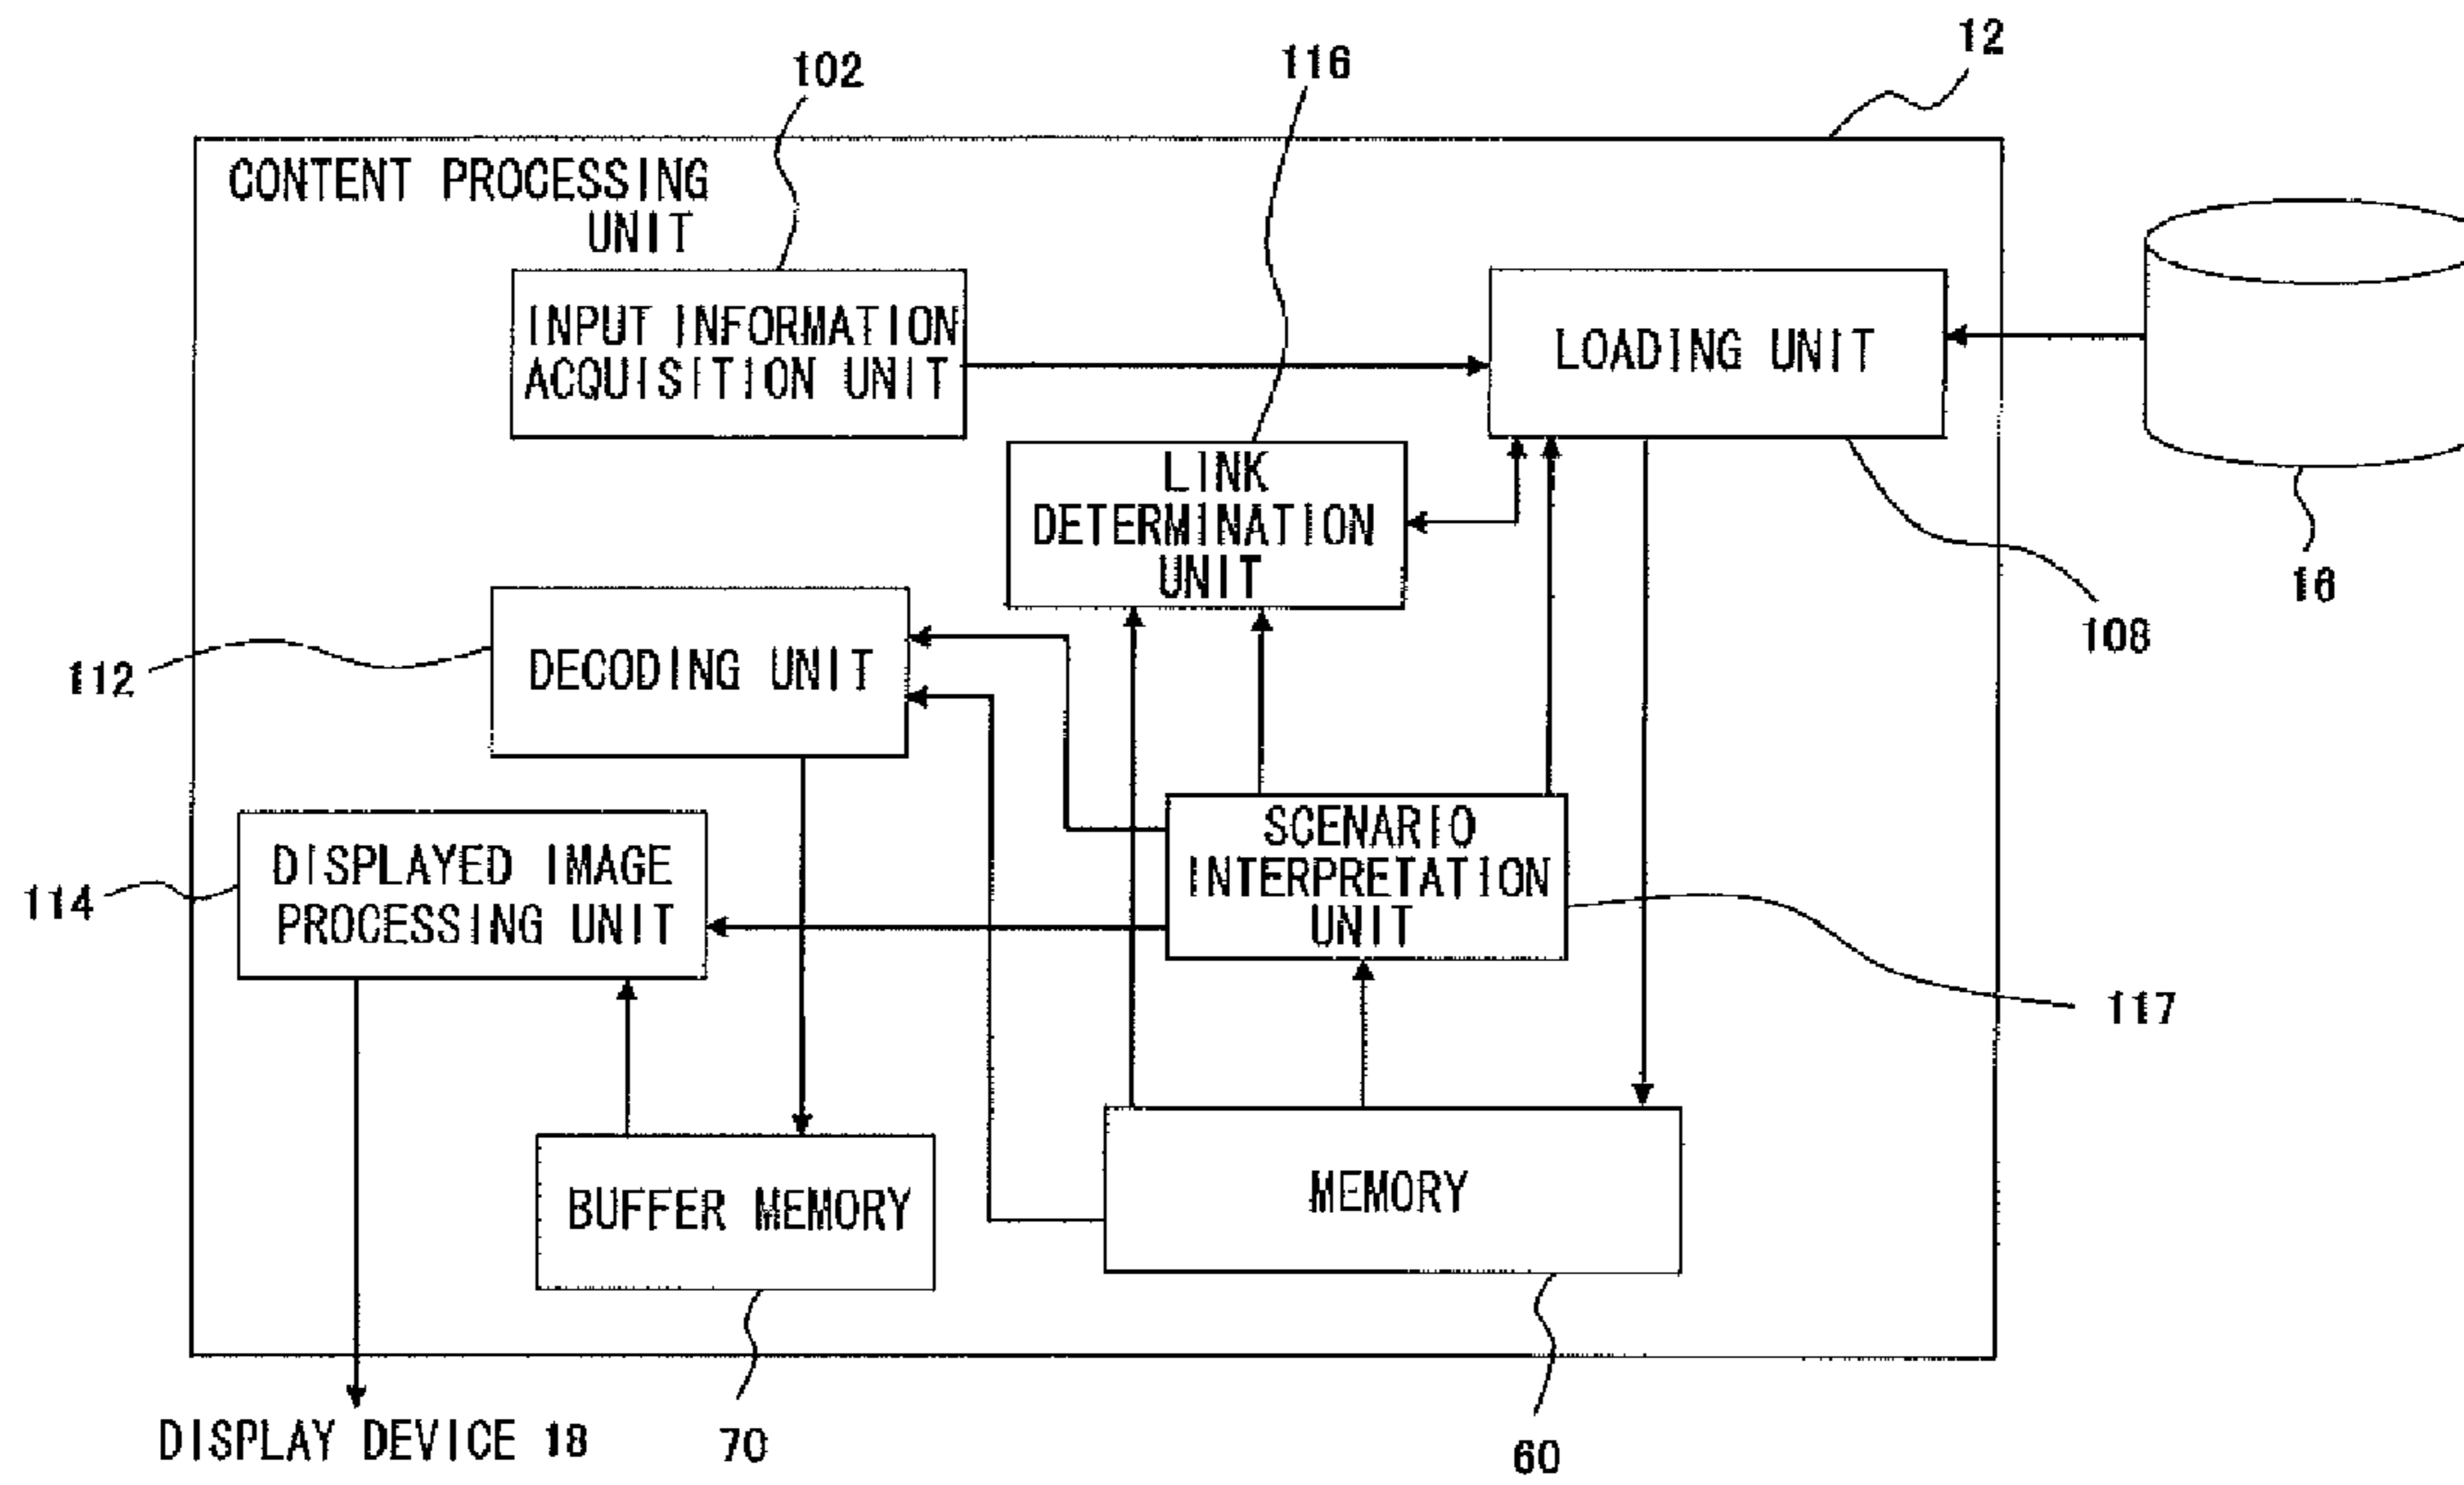 12
116
102
CONTENT PROCESSING
UNIT
INPUT INFORMATION
ACQUISITION UNIT
LOADING UNIT
LINK
DETERMINATION
UNIT
16
108
112
DECODING UNIT
SCENARIO
INTERPRETATION
UNIT
DISPLAYED IMAGE
PROCESSING UNIT
114
117
MEMORY
BUFFER MEMORY
DISPLAY DEVICE 18
70
60